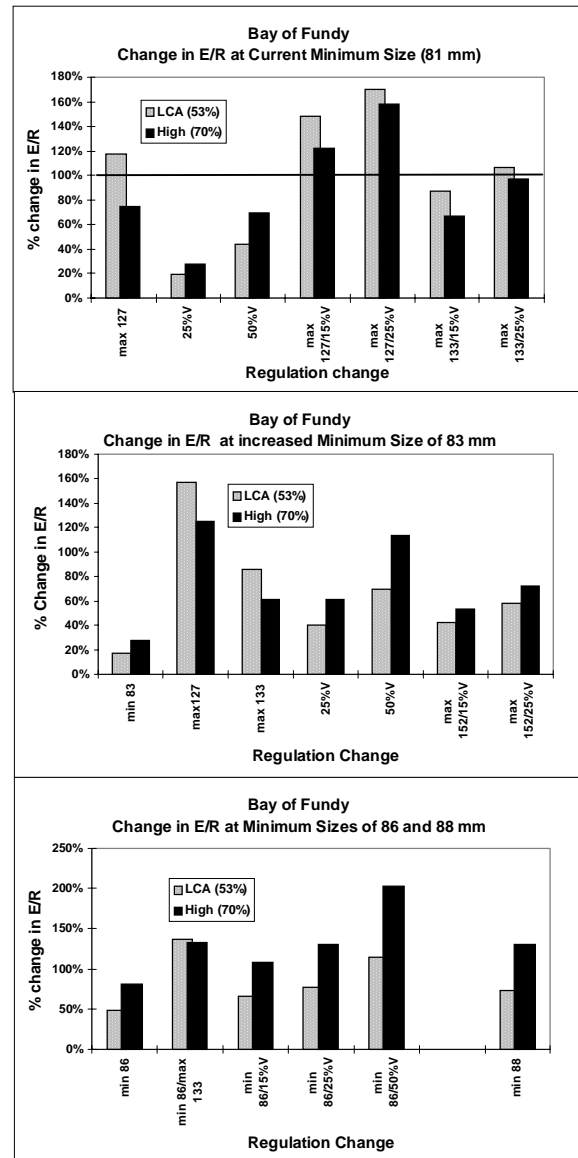 Bay of Fundy
Change in E/R at Current Minimum Size (81 mm)
180%
160%
140%
120%
100%
80%
60%
40%
20%
0%
% change in E/R
LCA (53%)
High (70%)
max 127
25%V
50%V
max
127/15%V
max
127/25%V
max
133/15%V
max
133/25%V
Regulation change
Bay of Fundy
Change in E/R at increased Minimum Size of 83 mm
180%
160%
140%
120%
100%
80%
60%
40%
20%
0%
% Change in E/R
LCA (53%)
High (70%)
min 83
max127
max 133
25%V
50%V
max
152/15%V
max
152/25%V
Regulation Change
Bay of Fundy
Change in E/R at Minimum Sizes of 86 and 88 mm
250%
200%
150%
100%
50%
0%
% change in E/R
LCA (53%)
High (70%)
min 86
min 86/max
133
min
86/15%V
min
86/25%V
min
86/50%V
min 88
Regulation Change